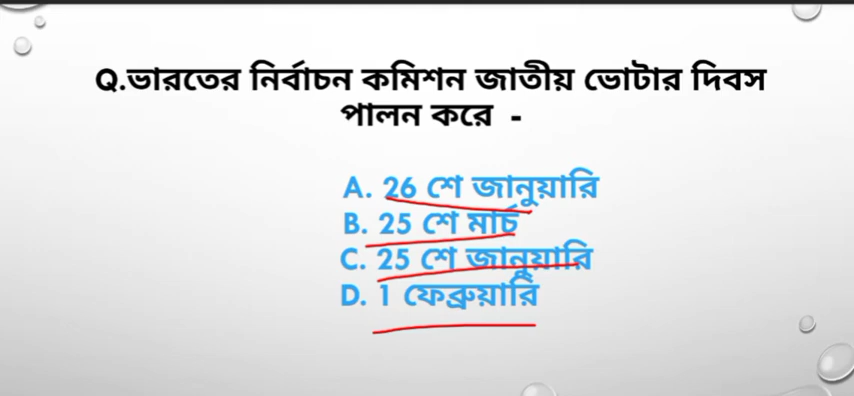 Q.ভারতের নির্বাচন কমিশন জাতীয় ভোটার দিবস
পালন করে -
A. 26 শে জানুয়ারি
B. 25 শে মার্চ
C. 25 শে জানুয়ারি
D. 1 ফেব্রুয়ারি